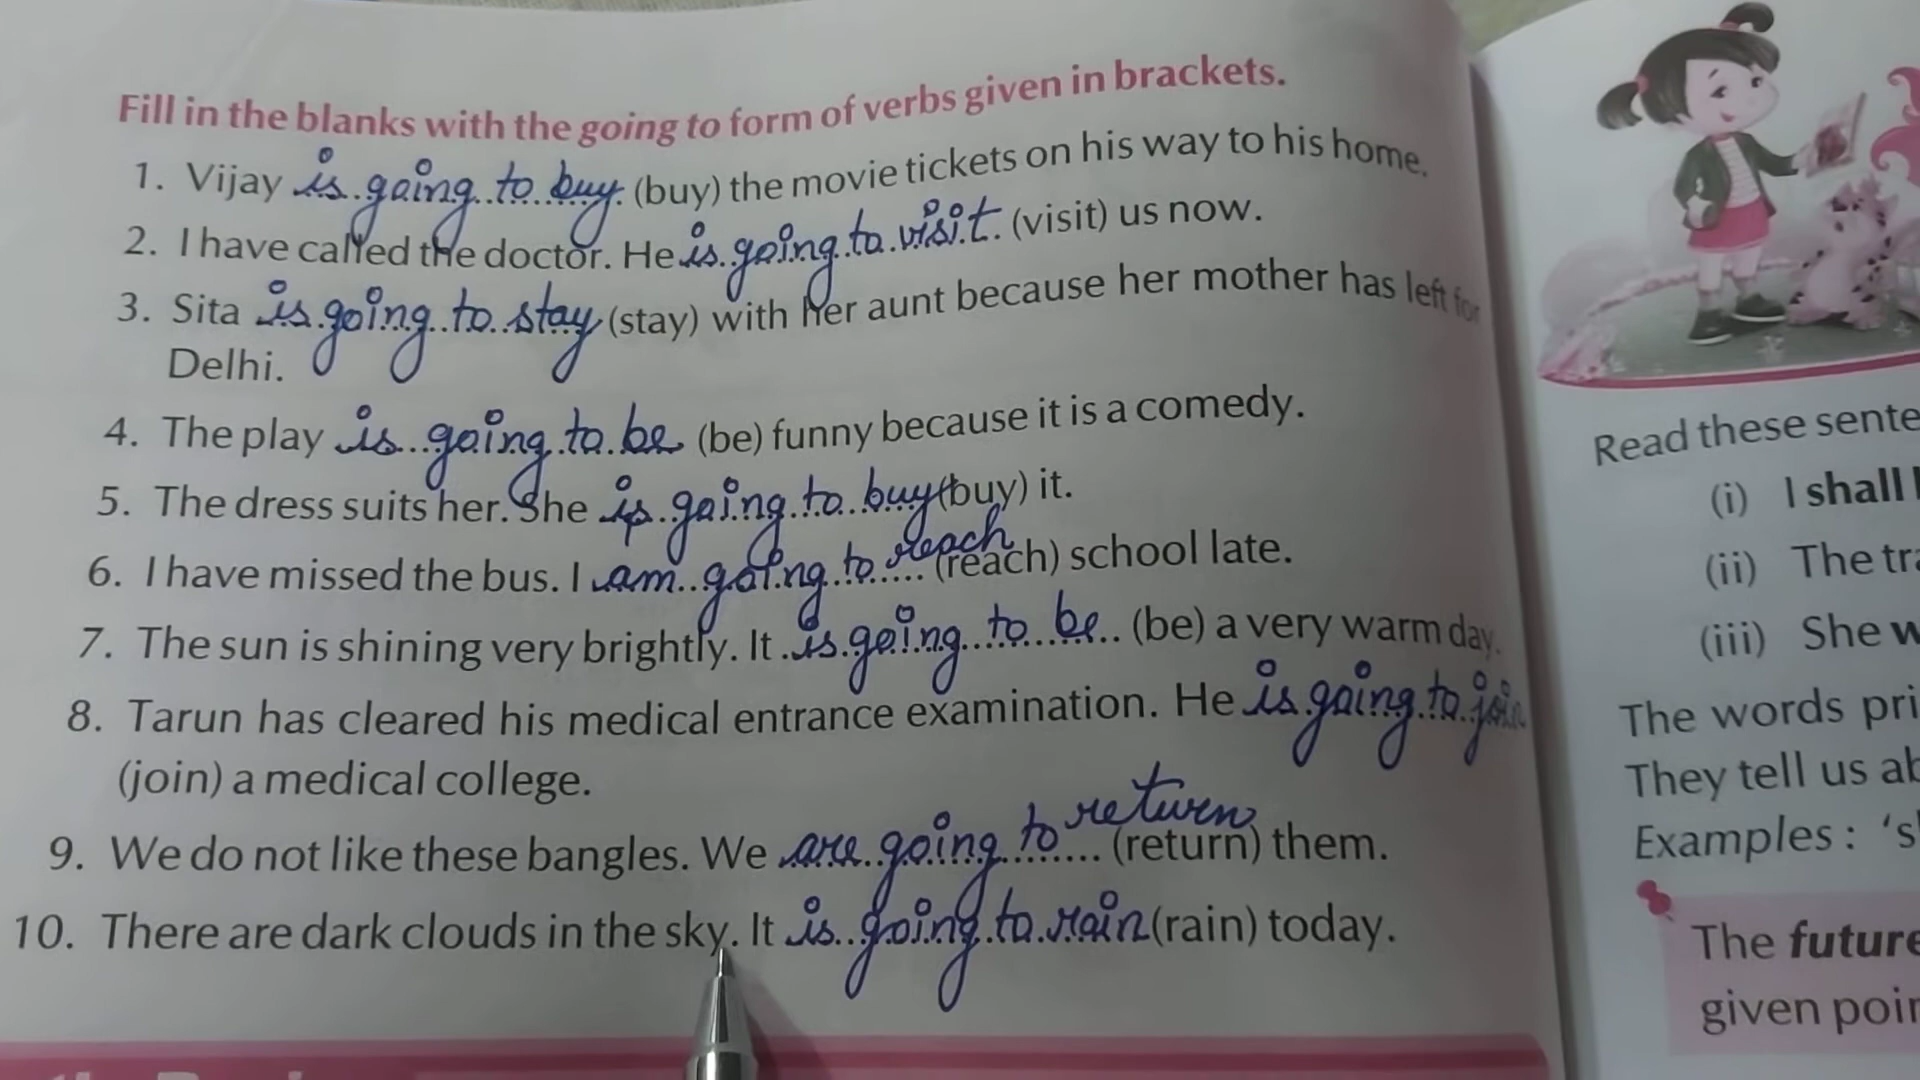 Fill in the blanks with the going to form of verbs given in brackets.
1. Vijay is going to buy (buy) the movie tickets on his way to his home.
2. I have called the doctor. He is going to visit (visit) us now.
3. Sita is going to stay (stay) with her aunt because her mother has left for
Delhi.
4. The play is going to be (be) funny because it is a comedy.
5. The dress suits her. She is going to buy (buy) it.
6. I have missed the bus. I am going to reach (reach) school late.
7. The sun is shining very brightly. It is going to be (be) a very warm day.
8. Tarun has cleared his medical entrance examination. He is going to join
(join) a medical college.
9. We do not like these bangles. We are going to return (return) them.
10. There are dark clouds in the sky. It is going to rain (rain) today.
Read these
(i) I shall
(ii) The
(iii) She
The words
They tell us
Examples :
The future
given